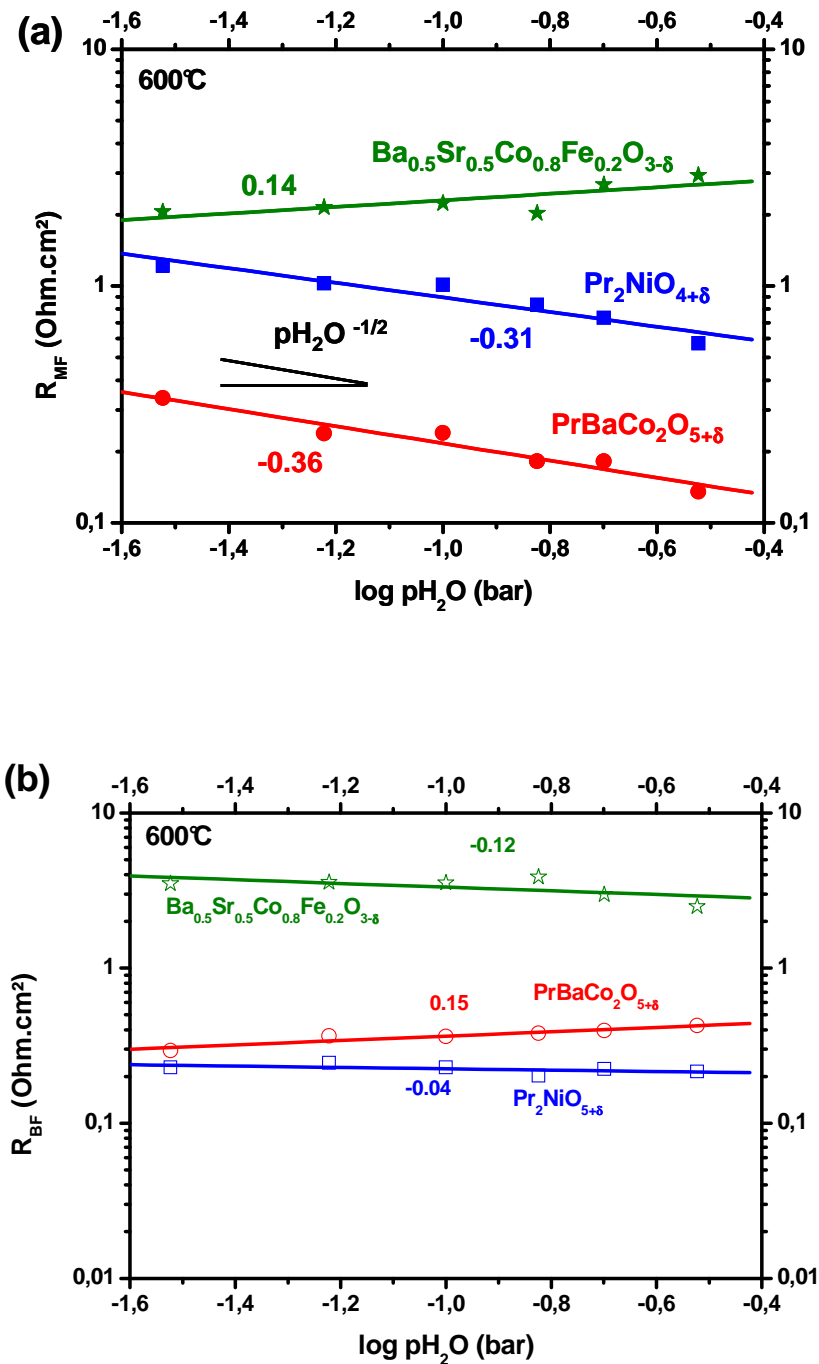 (a)
-1,6 -1,4 -1,2 -1,0 -0,8 -0,6 -0,4
10 10
600°C
Ba0.5Sr0.5Co0.8Fe0.2O3-δ
0.14
1 1
Pr2NiO4+δ
pH2O -1/2
-0.31
RMF (Ohm.cm²)
PrBaCo2O5+δ
-0.36
0,1 0,1
-1,6 -1,4 -1,2 -1,0 -0,8 -0,6 -0,4
log pH2O (bar)
(b)
-1,6 -1,4 -1,2 -1,0 -0,8 -0,6 -0,4
10 10
600°C
-0.12
Ba0.5Sr0.5Co0.8Fe0.2O3-δ
1 1
0.15
PrBaCo2O5+δ
RBF (Ohm.cm²)
-0.04
Pr2NiO5+δ
0,1 0,1
0,01 0,01
-1,6 -1,4 -1,2 -1,0 -0,8 -0,6 -0,4
log pH2O (bar)